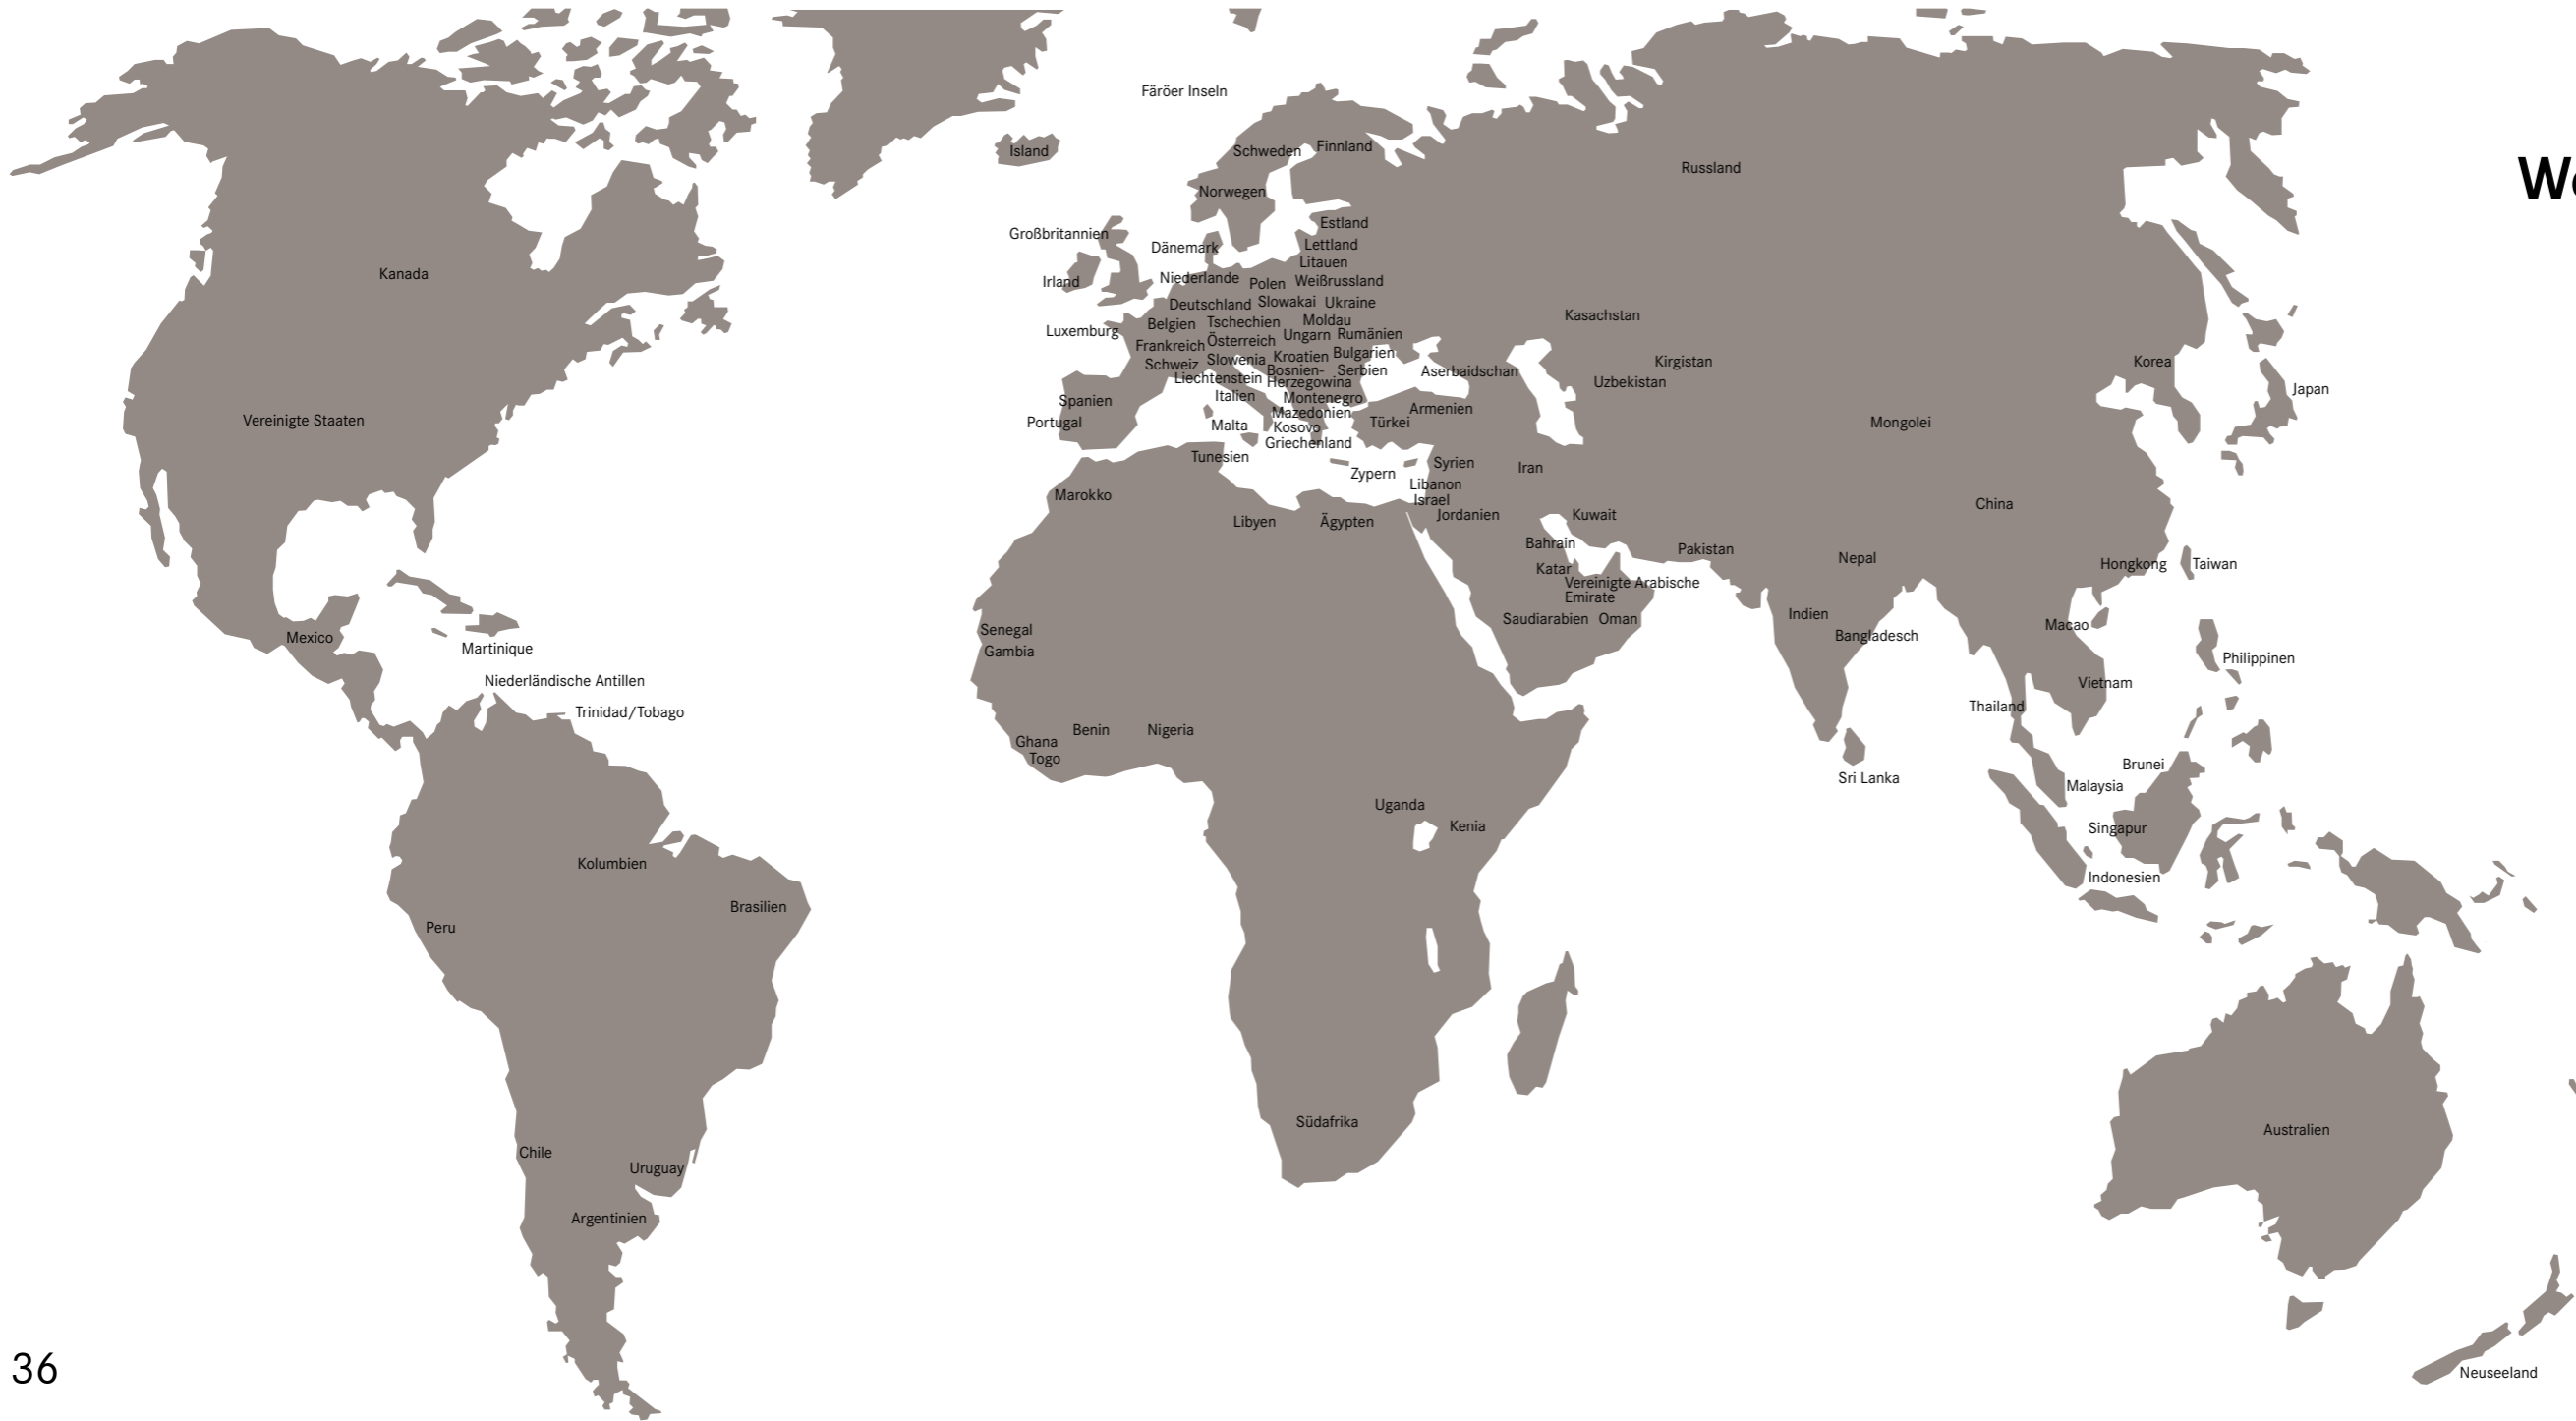 Färöer Inseln
Island
Schweden
Finnland
Russland
We
Norwegen
Estland
Großbritannien
Dänemark
Lettland
Litauen
Kanada
Irland
Niederlande
Polen
Weißrussland
Deutschland
Slowakai
Ukraine
Kasachstan
Luxemburg
Belgien
Tschechien
Moldau
Frankreich
Österreich
Ungarn
Rumänien
Schweiz
Slowenia
Kroatien
Bulgarien
Kirgistan
Korea
Liechtenstein
Bosnien-
Herzegowina
Serbien
Aserbaidschan
Uzbekistan
Japan
Spanien
Italien
Montenegro
Armenien
Vereinigte Staaten
Portugal
Malta
Mazedonien
Kosovo
Türkei
Mongolei
Griechenland
Tunesien
Zypern
Syrien
Iran
Marokko
Libanon
Israel
China
Libyen
Ägypten
Jordanien
Kuwait
Bahrain
Pakistan
Nepal
Hongkong
Taiwan
Katar
Vereinigte Arabische
Emirate
Saudiarabien
Oman
Indien
Bangladesch
Macao
Mexico
Martinique
Senegal
Gambia
Philippinen
Niederländische Antillen
Vietnam
Trinidad/Tobago
Thailand
Ghana
Togo
Benin
Nigeria
Sri Lanka
Brunei
Malaysia
Uganda
Kenia
Singapur
Kolumbien
Indonesien
Brasilien
Peru
Südafrika
Australien
Chile
Uruguay
Argentinien
36
Neuseeland